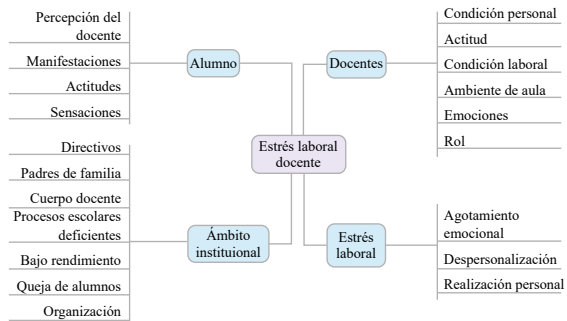 Percepción del
docente
Manifestaciones
Actitudes
Sensaciones
Alumno
Docentes
Condición personal
Actitud
Condición laboral
Ambiente de aula
Emociones
Rol
Estrés laboral
docente
Directivos
Padres de familia
Cuerpo docente
Procesos escolares
deficientes
Bajo rendimiento
Queja de alumnos
Organización
Ámbito
instituional
Estrés
laboral
Agotamiento
emocional
Despersonalización
Realización personal